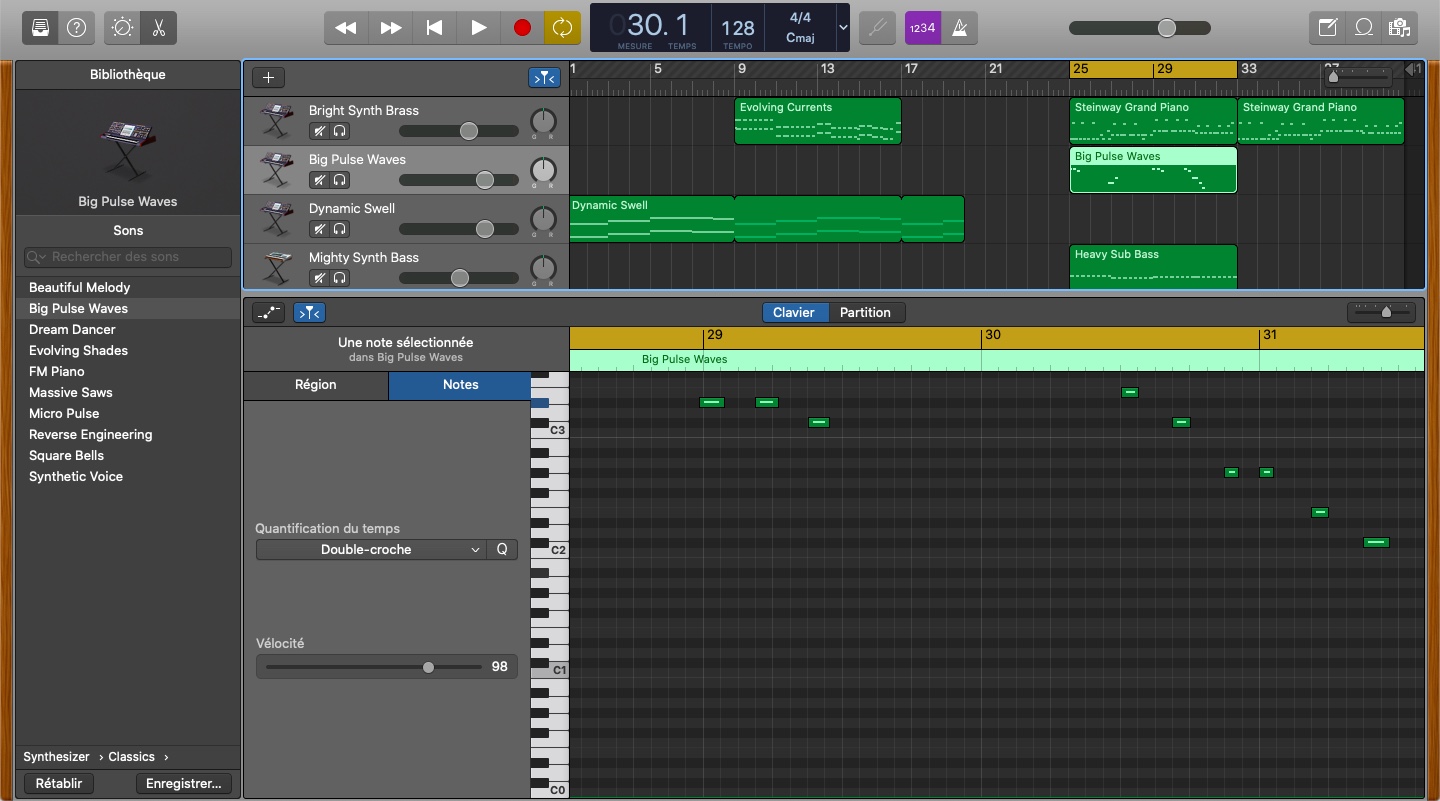 30. 1
MESURE TEMPS
128
TEMPO
4/4
Cmaj
1234
Bibliothèque
Big Pulse Waves
Sons
Rechercher des sons
Beautiful Melody
Big Pulse Waves
Dream Dancer
Evolving Shades
FM Piano
Massive Saws
Micro Pulse
Reverse Engineering
Square Bells
Synthetic Voice
Synthesizer › Classics ›
Rétablir
Enregistrer...
1 5 9 13 17 21 25 29 33 37 41
Bright Synth Brass
G R
Big Pulse Waves
G R
Dynamic Swell
G R
Mighty Synth Bass
G R
Evolving Currents
Steinway Grand Piano
Steinway Grand Piano
Big Pulse Waves
Dynamic Swell
Heavy Sub Bass
Clavier
Partition
Une note sélectionnée
dans Big Pulse Waves
29 30 31
Big Pulse Waves
Région
Notes
C3
Quantification du temps
Double-croche
Q
C2
Vélocité
98
C1
C0